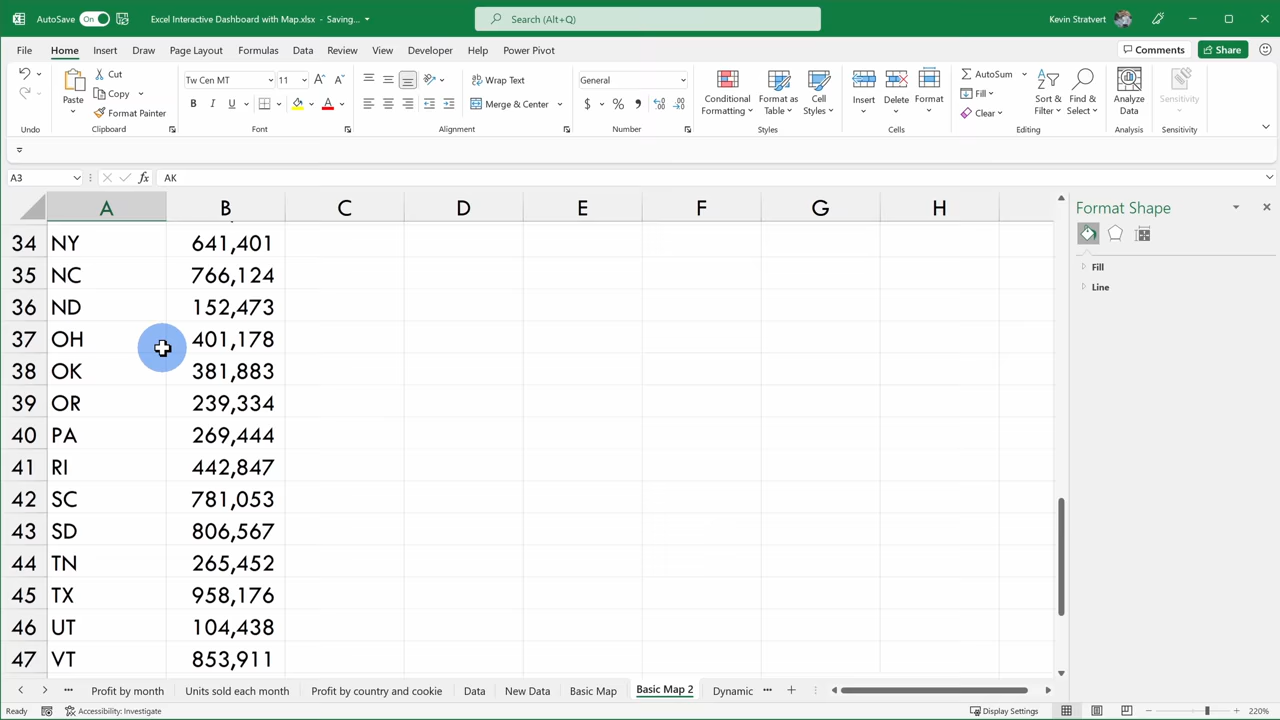 AutoSave On Excel Interactive Dashboard with Map.xlsx - Saving... Search (Alt+Q) Kevin Stratvert
File Home Insert Draw Page Layout Formulas Data Review View Developer Help Power Pivot Comments Share
Paste Cut Copy Format Painter
Tw Cen MT 11
B I U
Wrap Text
Merge & Center
General
$ %
Conditional Formatting Format as Table Cell Styles
Insert Delete Format
AutoSum
Fill
Clear
Sort & Filter Find & Select
Analyze Data
Sensitivity
Undo Clipboard Font Alignment Number Styles Cells Editing Analysis Sensitivity
A3 fx AK
A B C D E F G H
34 NY 641,401
35 NC 766,124
36 ND 152,473
37 OH 401,178
38 OK 381,883
39 OR 239,334
40 PA 269,444
41 RI 442,847
42 SC 781,053
43 SD 806,567
44 TN 265,452
45 TX 958,176
46 UT 104,438
47 VT 853,911
Format Shape
Fill
Line
Profit by month Units sold each month Profit by country and cookie Data New Data Basic Map Basic Map 2 Dynamic
Ready Accessibility: Investigate Display Settings 220%